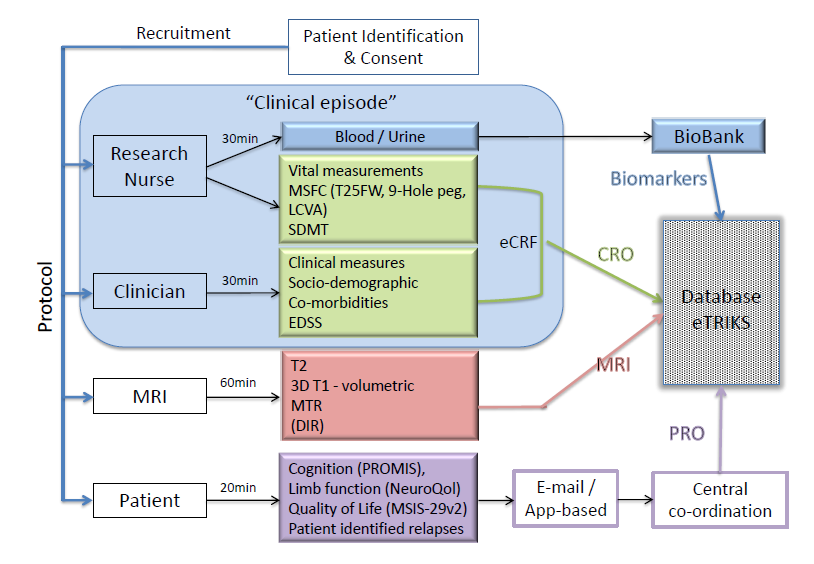 Recruitment
Patient Identification
& Consent
Protocol
“Clinical episode”
Research
Nurse
30min
Blood / Urine
BioBank
Biomarkers
Vital measurements
MSFC (T25FW, 9-Hole peg,
LCVA)
SDMT
eCRF
CRO
Clinician
30min
Clinical measures
Socio-demographic
Co-morbidities
EDSS
Database
eTRIKS
MRI
60min
T2
3D T1 - volumetric
MTR
(DIR)
MRI
PRO
Patient
20min
Cognition (PROMIS),
Limb function (NeuroQol)
Quality of Life (MSIS-29v2)
Patient identified relapses
E-mail /
App-based
Central
co-ordination